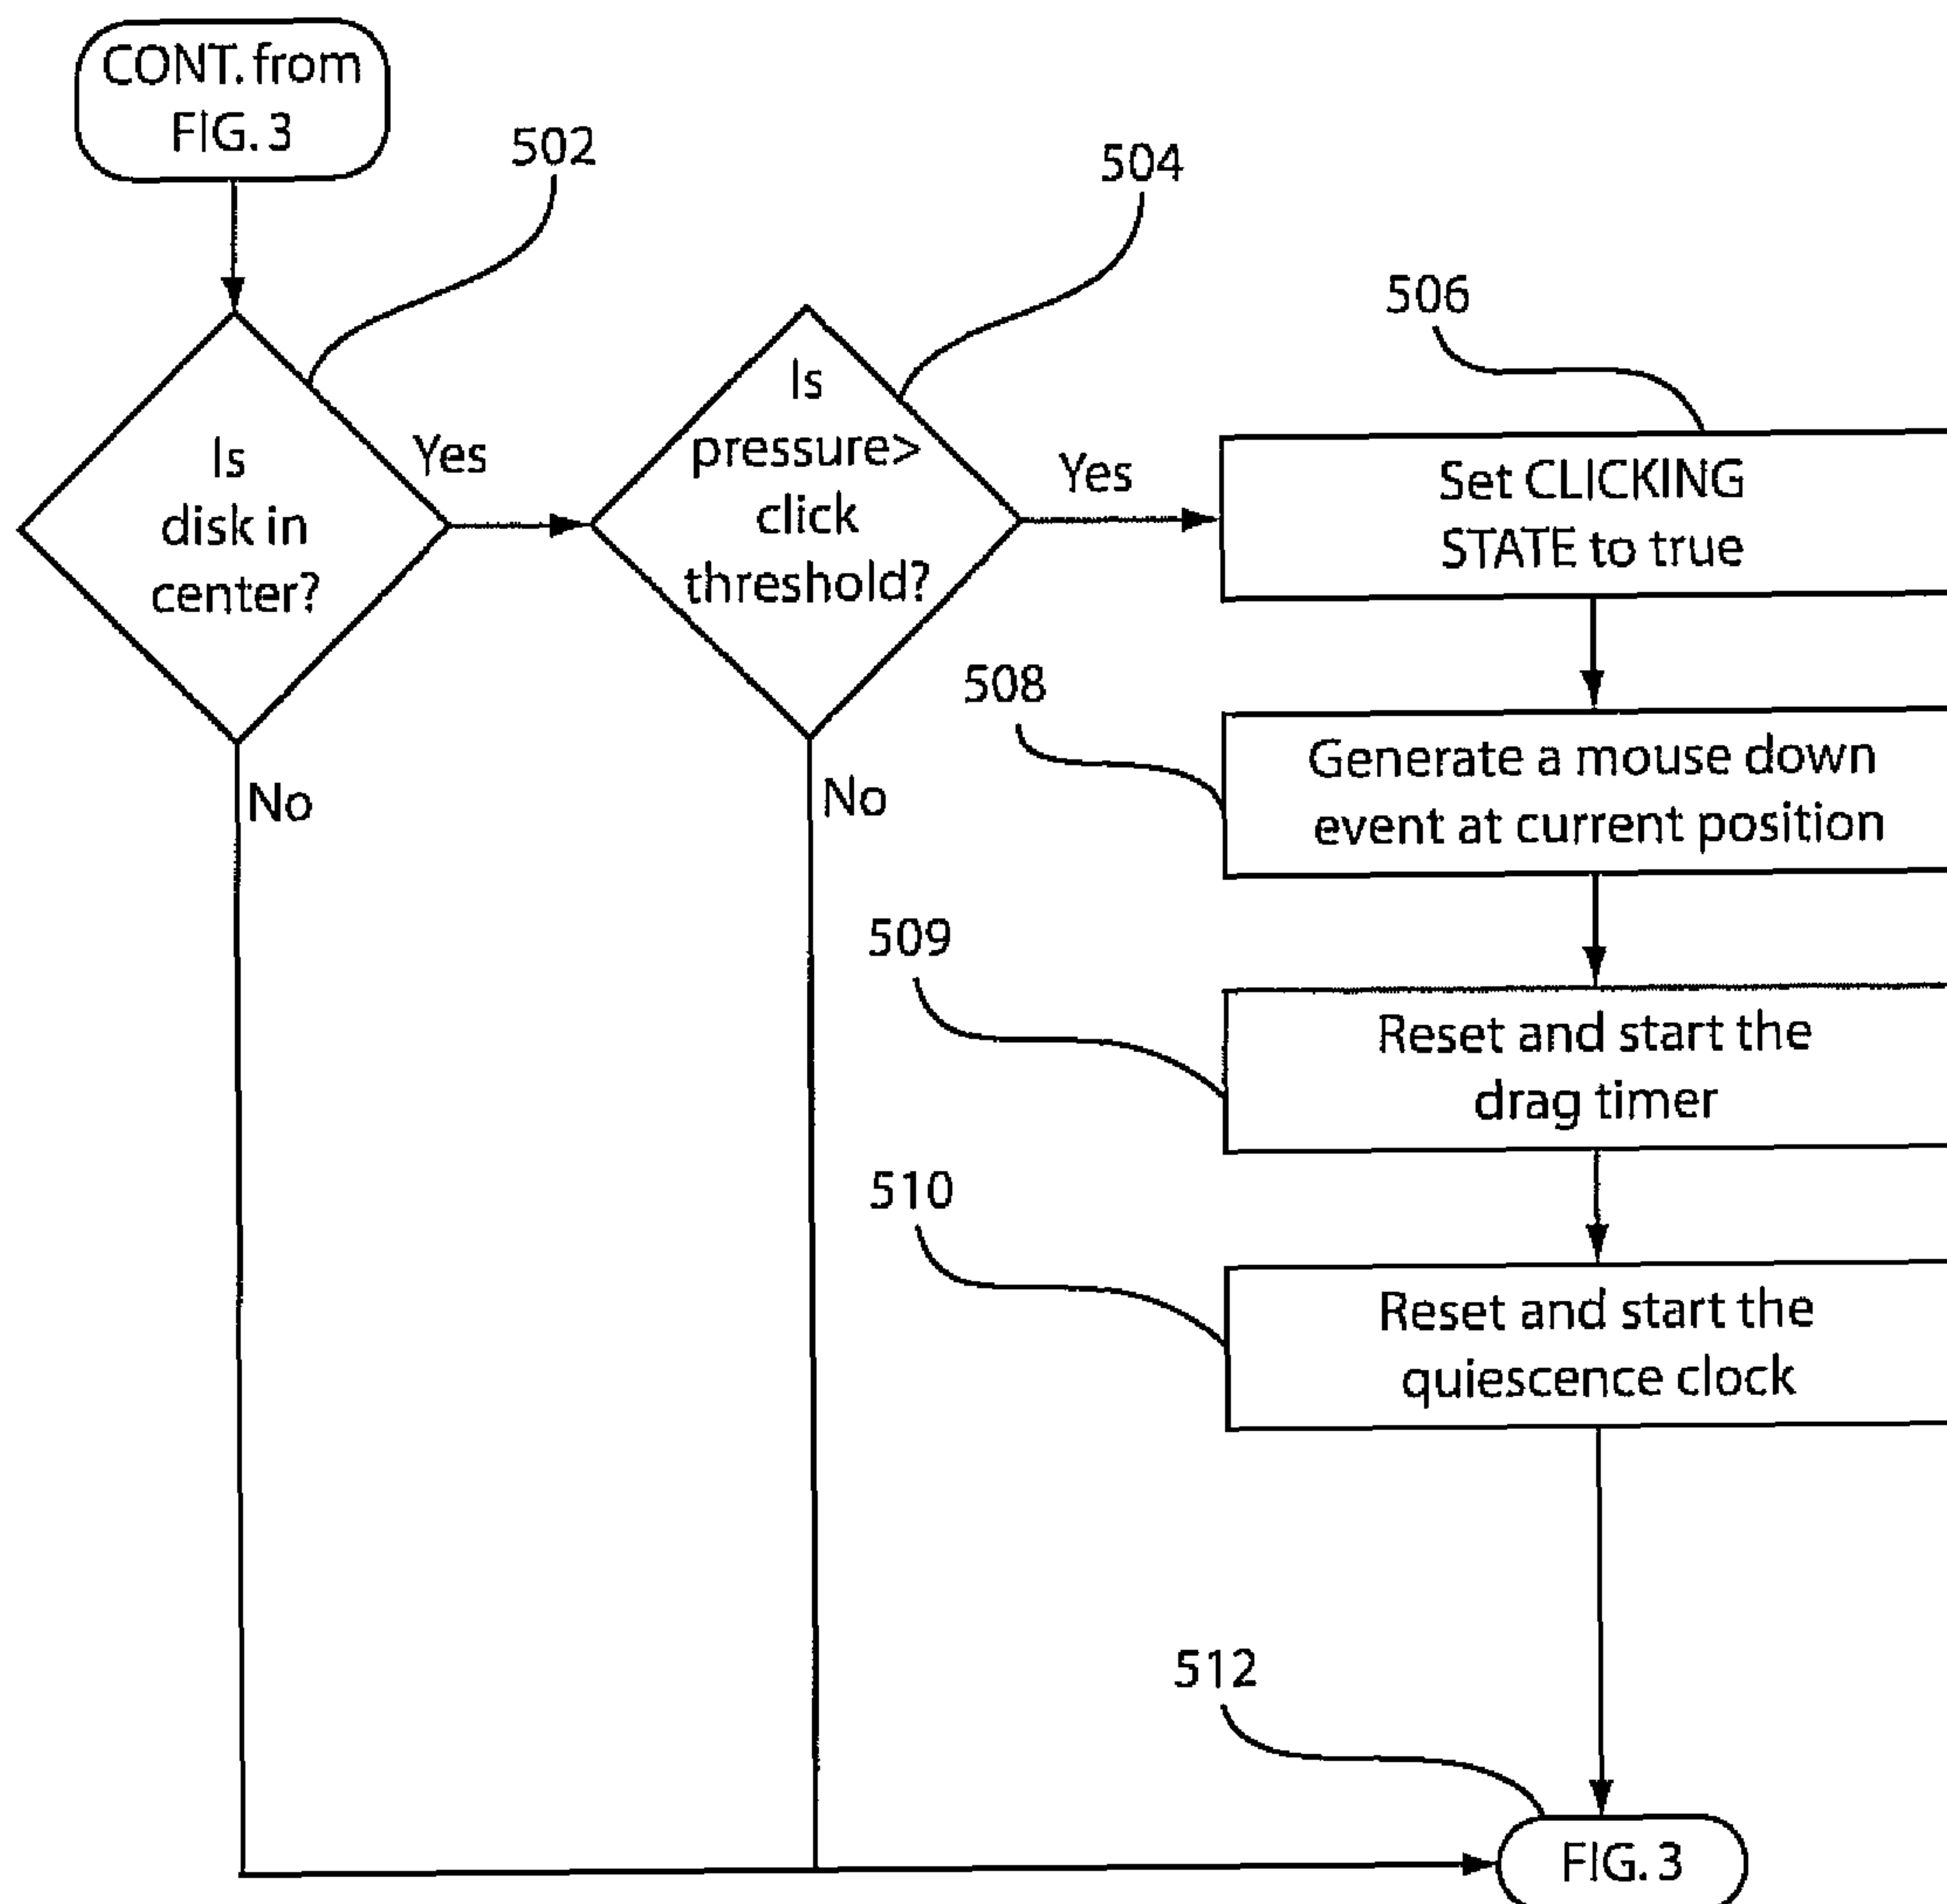 CONT. from
FIG. 3
502
504
506
Is
disk in
center?
Yes
Is
pressure>
click
threshold?
Yes
Set CLICKING
STATE to true
No
No
508
Generate a mouse down
event at current position
509
Reset and start the
drag timer
510
Reset and start the
quiescence clock
512
FIG. 3